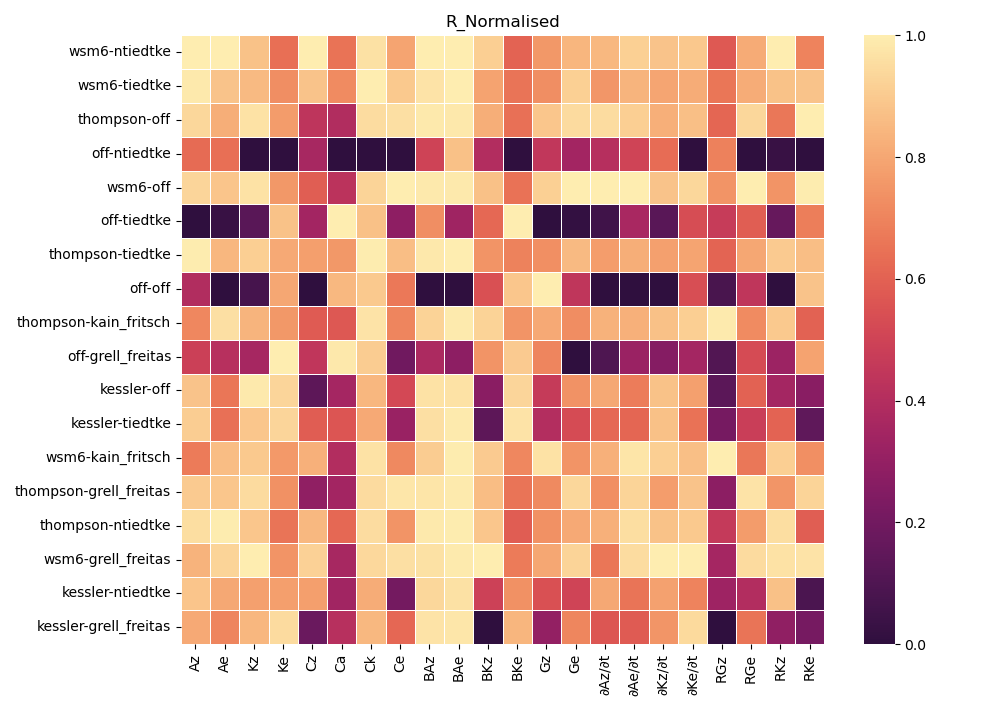 R_Normalised
wsm6-ntiedtke
wsm6-tiedtke
thompson-off
off-ntiedtke
wsm6-off
off-tiedtke
thompson-tiedtke
off-off
thompson-kain_fritsch
off-grell_freitas
kessler-off
kessler-tiedtke
wsm6-kain_fritsch
thompson-grell_freitas
thompson-ntiedtke
wsm6-grell_freitas
kessler-ntiedtke
kessler-grell_freitas
Az
Ae
Kz
Ke
Cz
Ca
Ck
Ce
BAz
BAe
BKz
BKe
Gz
Ge
∂Az/∂t
∂Ae/∂t
∂Kz/∂t
∂Ke/∂t
RGz
RGe
RKz
RKe
1.0
0.8
0.6
0.4
0.2
0.0